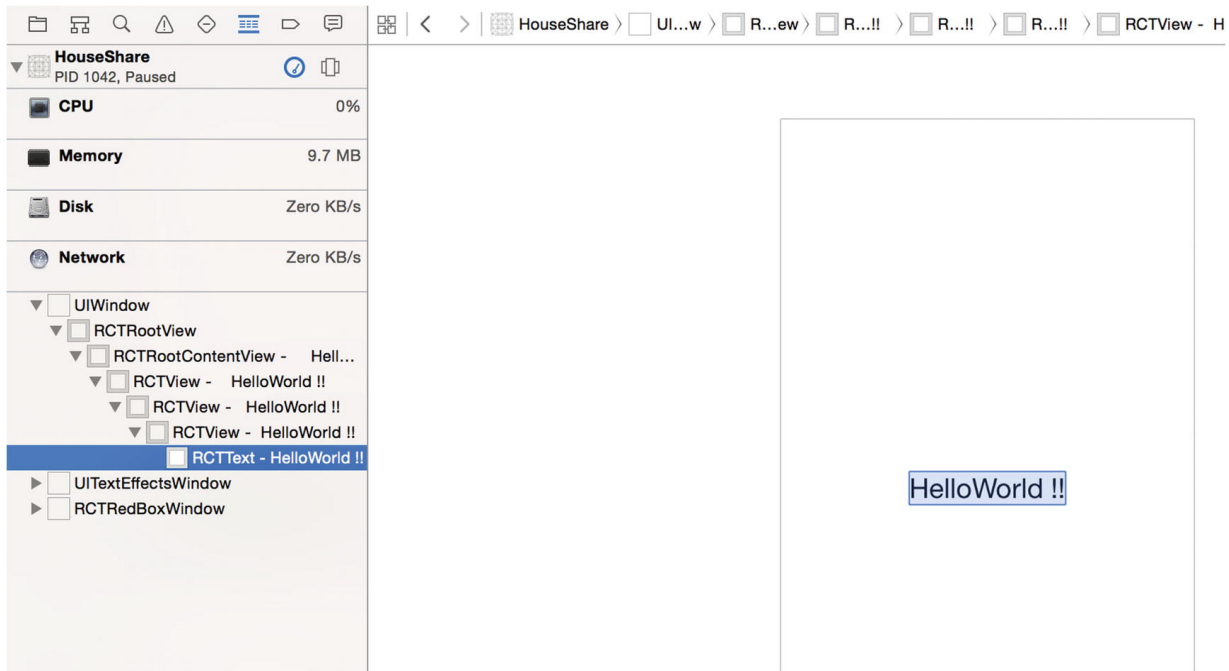 HouseShare 〉 UI...w 〉 R...ew 〉 R...!! 〉 R...!! 〉 R...!! 〉 RCTView - H
HouseShare
PID 1042, Paused
CPU 0%
Memory 9.7 MB
Disk Zero KB/s
Network Zero KB/s
UIWindow
RCTRootView
RCTRootContentView - Hell...
RCTView - HelloWorld !!
RCTView - HelloWorld !!
RCTView - HelloWorld !!
RCTText - HelloWorld !!
UITextEffectsWindow
RCTRedBoxWindow
HelloWorld !!